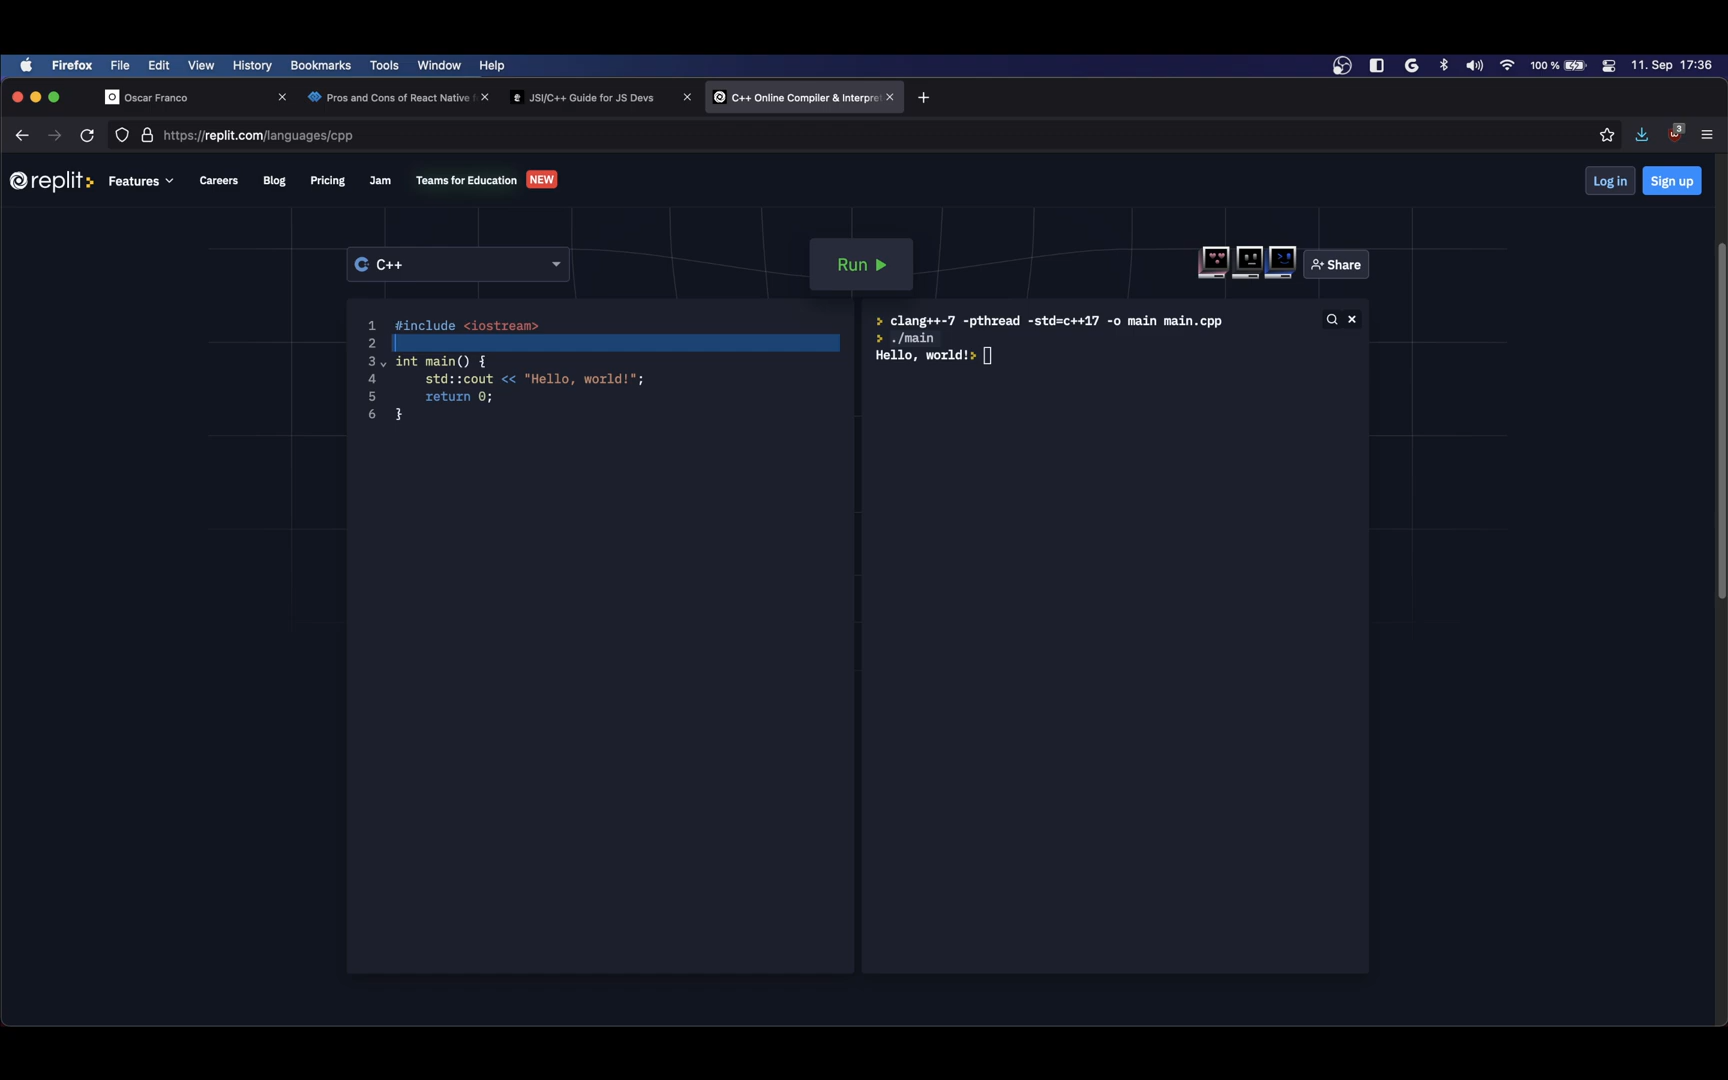 Firefox File Edit View History Bookmarks Tools Window Help 100 % 11. Sep 17:36
Oscar Franco Pros and Cons of React Native JSI/C++ Guide for JS Devs C++ Online Compiler & Interpre
https://replit.com/languages/cpp 3
replit Features Careers Blog Pricing Jam Teams for Education NEW Log in Sign up
C++ Run Share
1 #include <iostream>
2
3 int main() {
4 std::cout << "Hello, world!";
5 return 0;
6 }
clang++-7 -pthread -std=c++17 -o main main.cpp
./main
Hello, world!